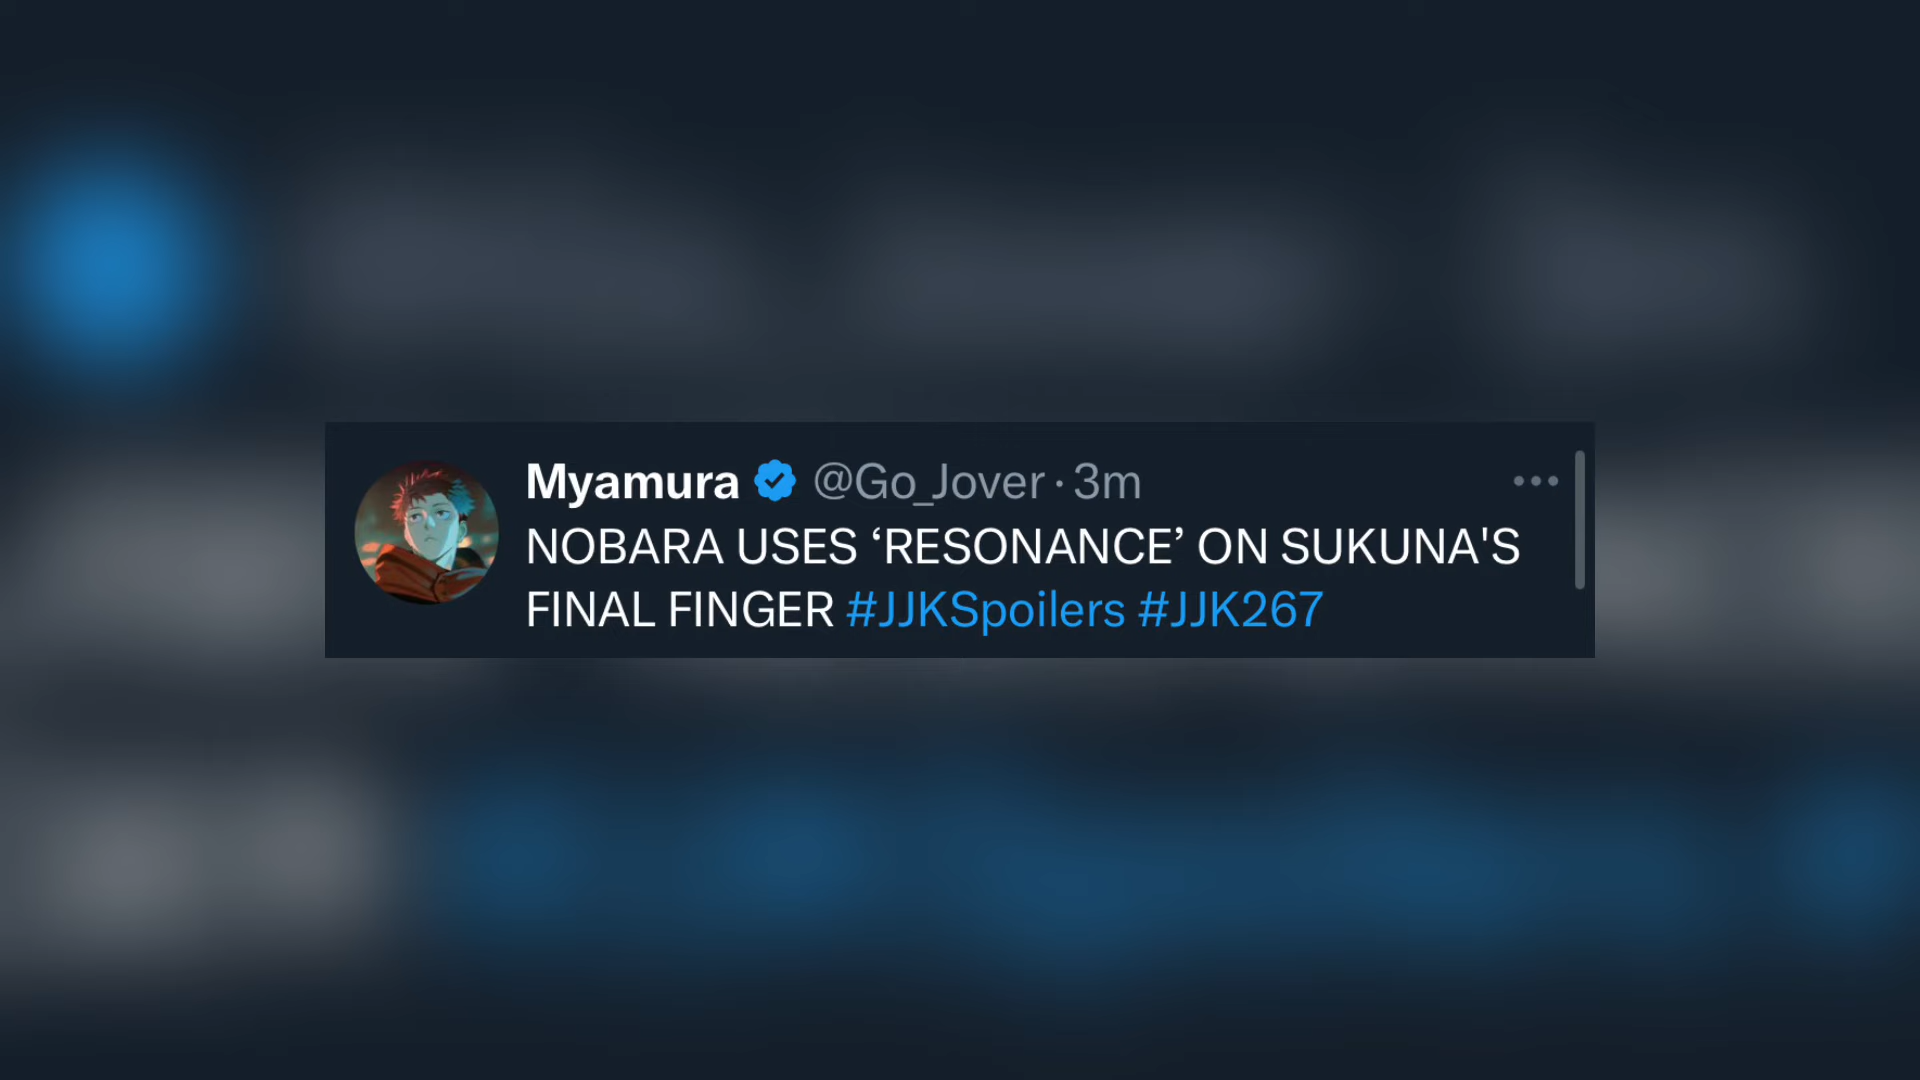 Myamura @Go_Jover · 3m
NOBARA USES ‘RESONANCE’ ON SUKUNA'S
FINAL FINGER #JJKSpoilers #JJK267